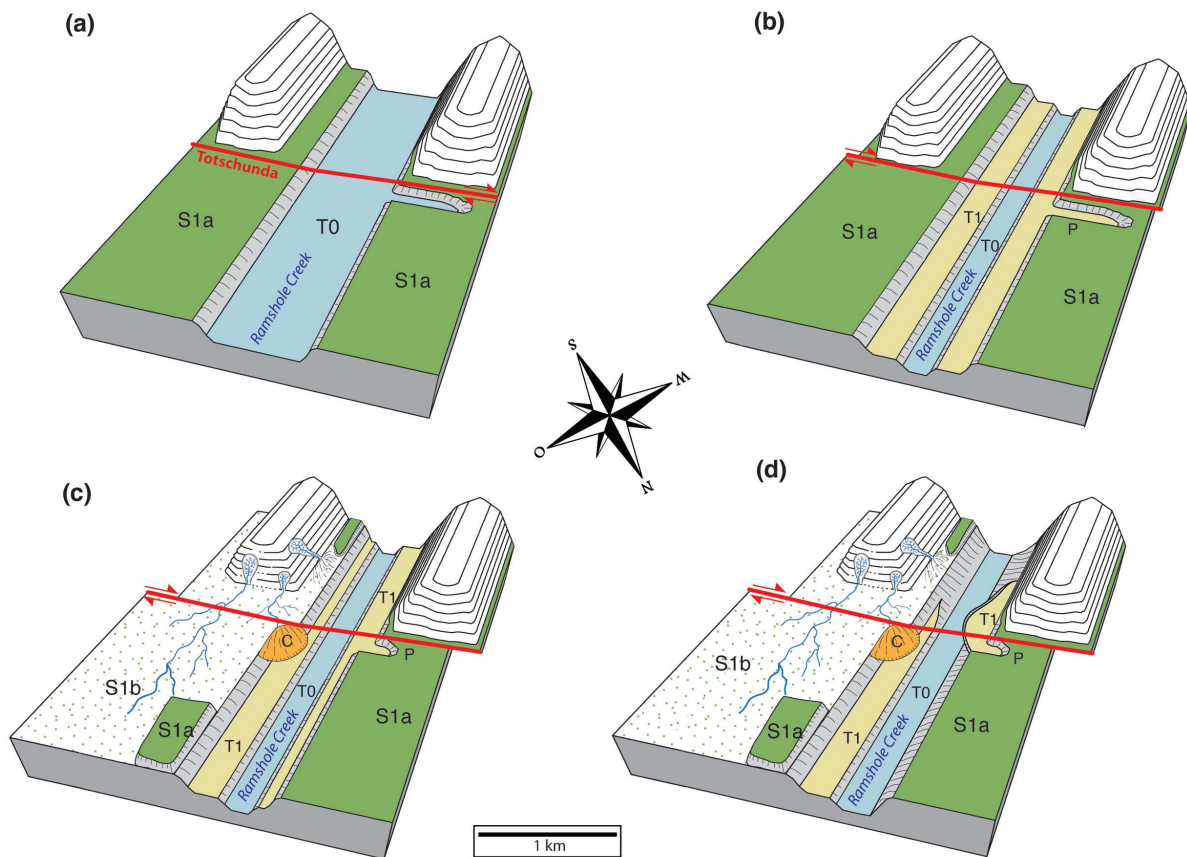 (a)
Totschunda
S1a
T0
S1a
Ramshole Creek
(b)
S1a
T1
T0
P
S1a
Ramshole Creek
S
W
O
N
(c)
T1
C
P
S1b
T0
S1a
S1a
T1
Ramshole Creek
(d)
T1
C
P
S1b
T0
S1a
S1a
T1
Ramshole Creek
1 km